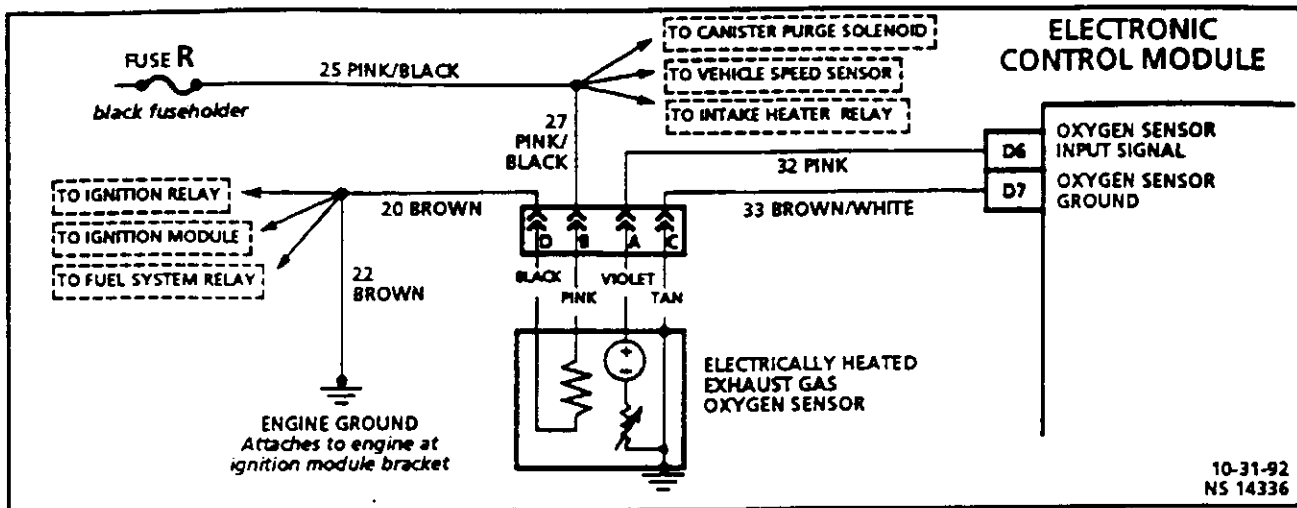 ELECTRONIC
CONTROL MODULE
TO CANISTER PURGE SOLENOID
FUSE R
25 PINK/BLACK
TO VEHICLE SPEED SENSOR
black fuseholder
TO INTAKE HEATER RELAY
27
PINK/
BLACK
32 PINK
D6
OXYGEN SENSOR
INPUT SIGNAL
TO IGNITION RELAY
20 BROWN
33 BROWN/WHITE
D7
OXYGEN SENSOR
GROUND
TO IGNITION MODULE
D
B
A
C
TO FUEL SYSTEM RELAY
22
BROWN
BLACK
PINK
VIOLET
TAN
+
-
ELECTRICALLY HEATED
EXHAUST GAS
OXYGEN SENSOR
ENGINE GROUND
Attaches to engine at
ignition module bracket
10-31-92
NS 14336